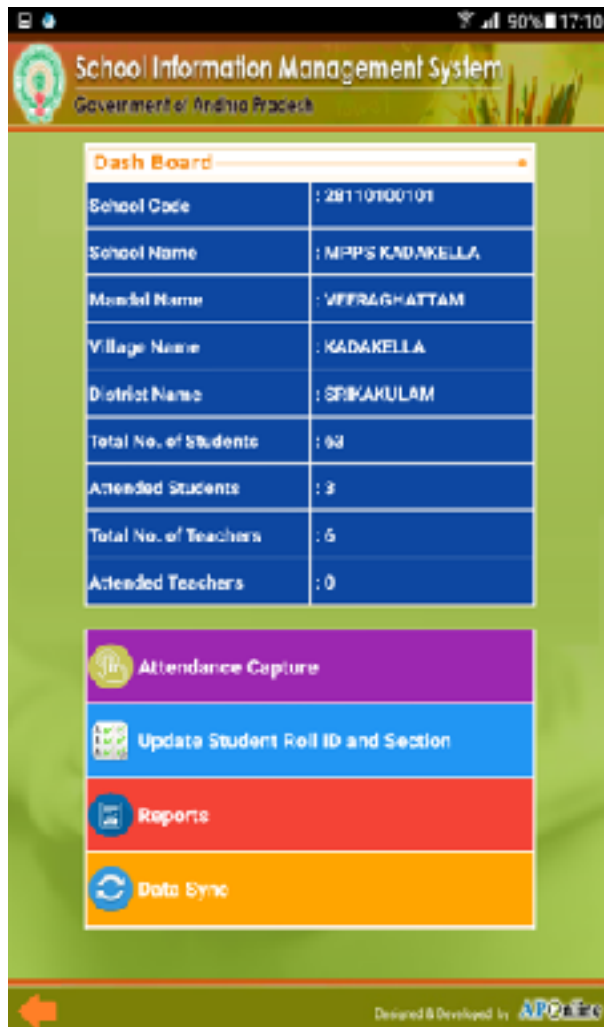 90% 17:10
School Information Management System
Government of Andhra Pradesh
Dash Board
School Code : 28110100101
School Name : MPPS KADAKELLA
Mandal Name : VEERAGHATTAM
Village Name : KADAKELLA
District Name : SRIKAKULAM
Total No. of Students : 63
Attended Students : 3
Total No. of Teachers :
Attended Teachers : 0
Attendance Capture
Update Student Roll ID and Section
Reports
Data Sync
Designed & Developed by APOnline